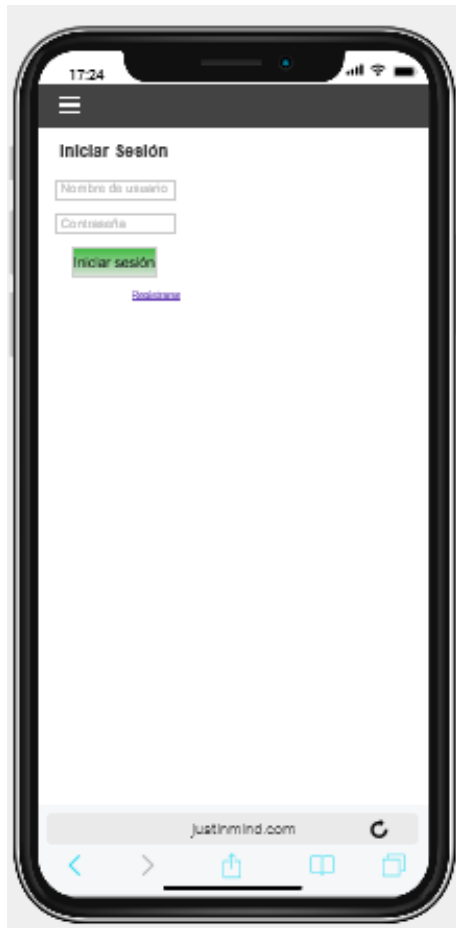 17:24
Iniciar Sesión
Nombre de usuario
Contraseña
Iniciar sesión
Registrarse
justinmind.com